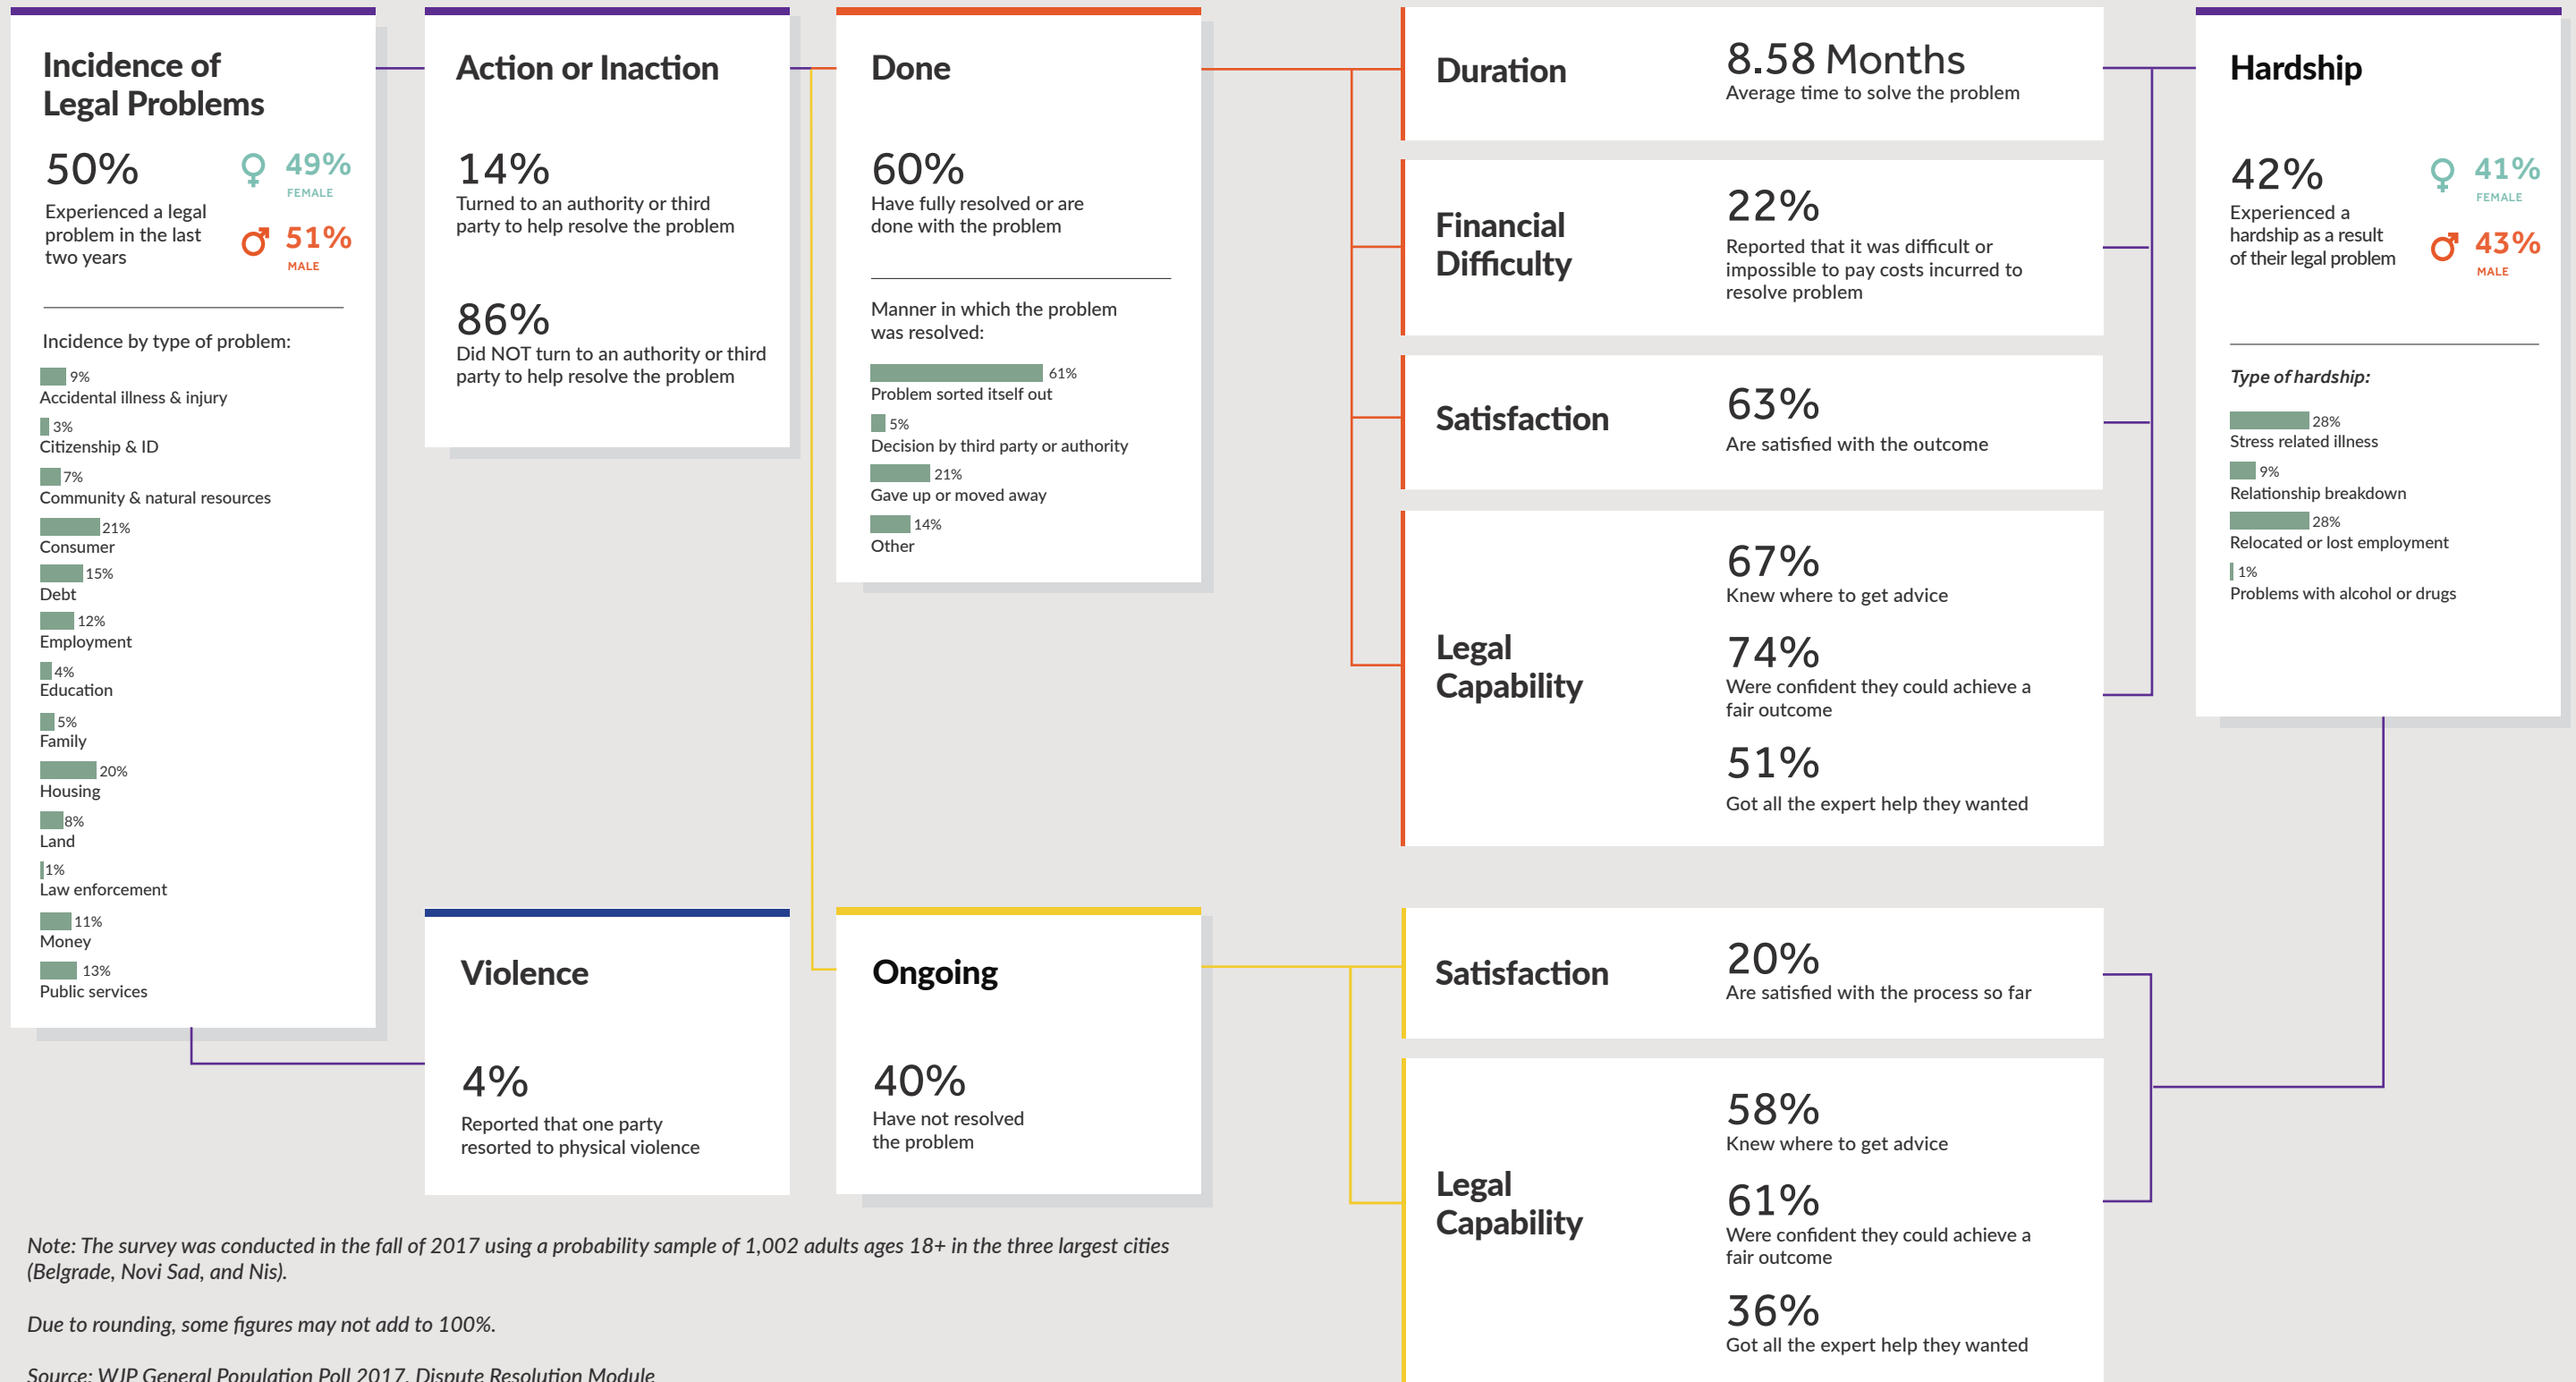 Incidence of
Legal Problems
50%
Experienced a legal
problem in the last
two years
49%
FEMALE
51%
MALE
Incidence by type of problem:
9%
Accidental illness & injury
3%
Citizenship & ID
7%
Community & natural resources
21%
Consumer
15%
Debt
12%
Employment
4%
Education
5%
Family
20%
Housing
8%
Land
1%
Law enforcement
11%
Money
13%
Public services
Action or Inaction
14%
Turned to an authority or third
party to help resolve the problem
86%
Did NOT turn to an authority or third
party to help resolve the problem
Violence
4%
Reported that one party
resorted to physical violence
Done
60%
Have fully resolved or are
done with the problem
Manner in which the problem
was resolved:
61%
Problem sorted itself out
5%
Decision by third party or authority
21%
Gave up or moved away
14%
Other
Ongoing
40%
Have not resolved
the problem
Duration
8.58 Months
Average time to solve the problem
Financial
Difficulty
22%
Reported that it was difficult or
impossible to pay costs incurred to
resolve problem
Satisfaction
63%
Are satisfied with the outcome
Legal
Capability
67%
Knew where to get advice
74%
Were confident they could achieve a
fair outcome
51%
Got all the expert help they wanted
Satisfaction
20%
Are satisfied with the process so far
Legal
Capability
58%
Knew where to get advice
61%
Were confident they could achieve a
fair outcome
36%
Got all the expert help they wanted
Hardship
42%
Experienced a
hardship as a result
of their legal problem
41%
FEMALE
43%
MALE
Type of hardship:
28%
Stress related illness
9%
Relationship breakdown
28%
Relocated or lost employment
1%
Problems with alcohol or drugs
Note: The survey was conducted in the fall of 2017 using a probability sample of 1,002 adults ages 18+ in the three largest cities
(Belgrade, Novi Sad, and Nis).
Due to rounding, some figures may not add to 100%.
Source: WJP General Population Poll 2017, Dispute Resolution Module